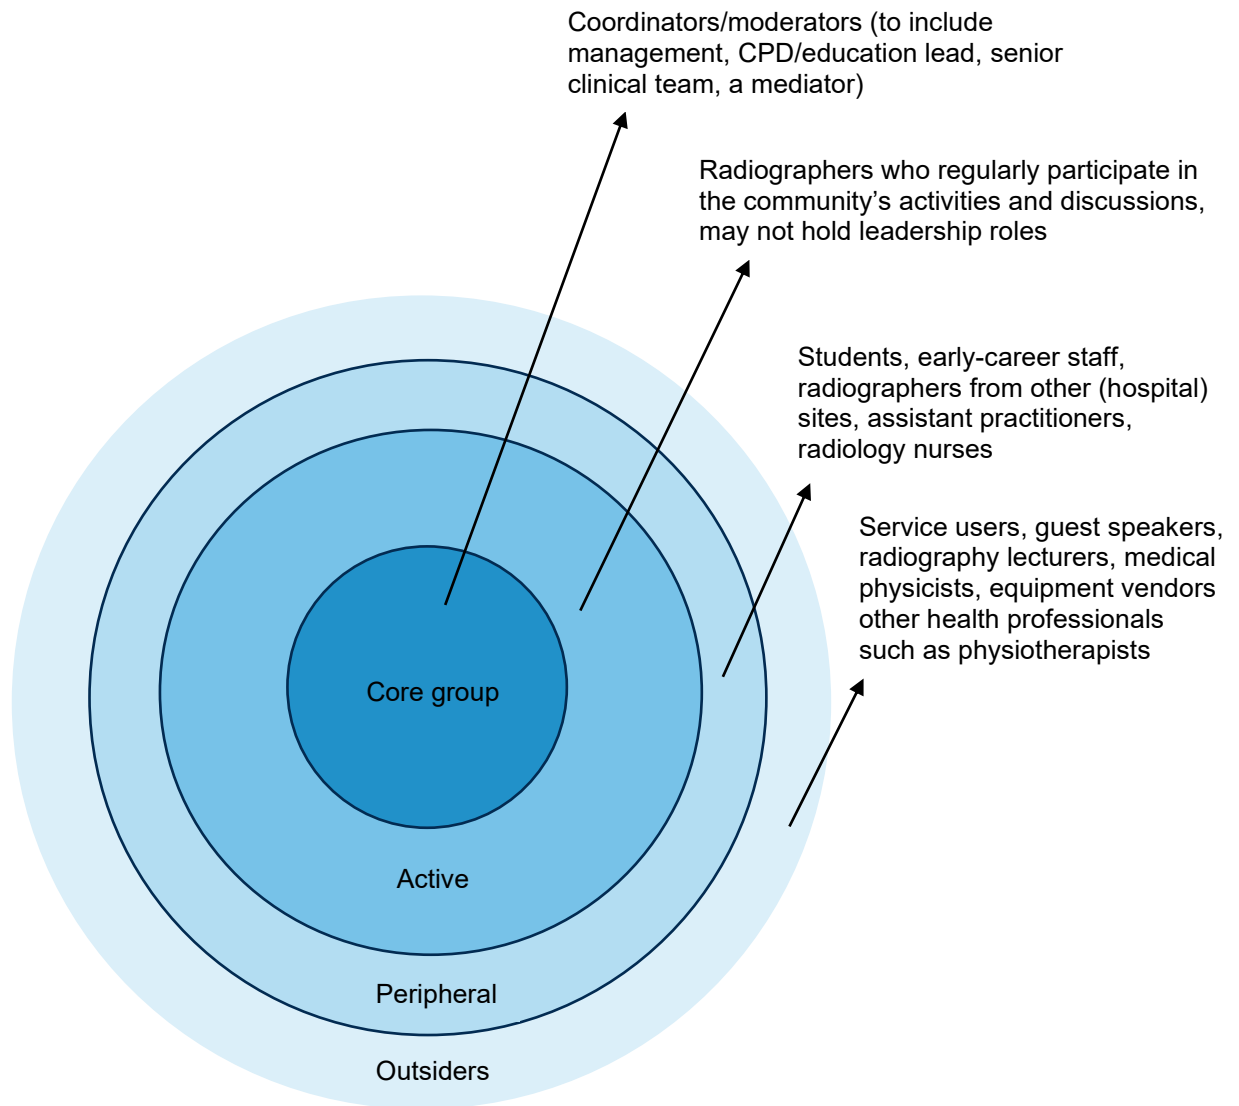 Coordinators/moderators (to include
management, CPD/education lead, senior
clinical team, a mediator)
Radiographers who regularly participate in
the community’s activities and discussions,
may not hold leadership roles
Students, early-career staff,
radiographers from other (hospital)
sites, assistant practitioners,
radiology nurses
Service users, guest speakers,
radiography lecturers, medical
physicists, equipment vendors
other health professionals
such as physiotherapists
Core group
Active
Peripheral
Outsiders